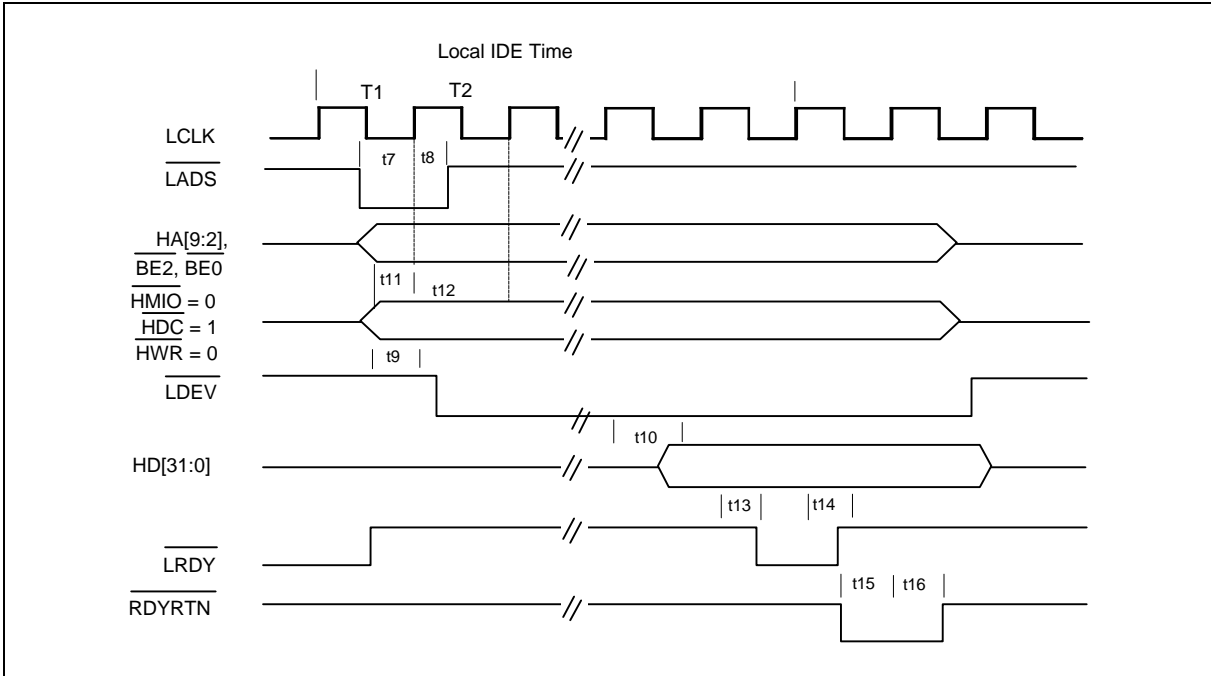 Local IDE Time
T1 T2
LCLK
t7 t8
LADS
HA[9:2],
BE2, BE0
t11
t12
HMIO = 0
HDC = 1
HWR = 0
t9
LDEV
t10
HD[31:0]
t13 t14
LRDY
t15 t16
RDYRTN